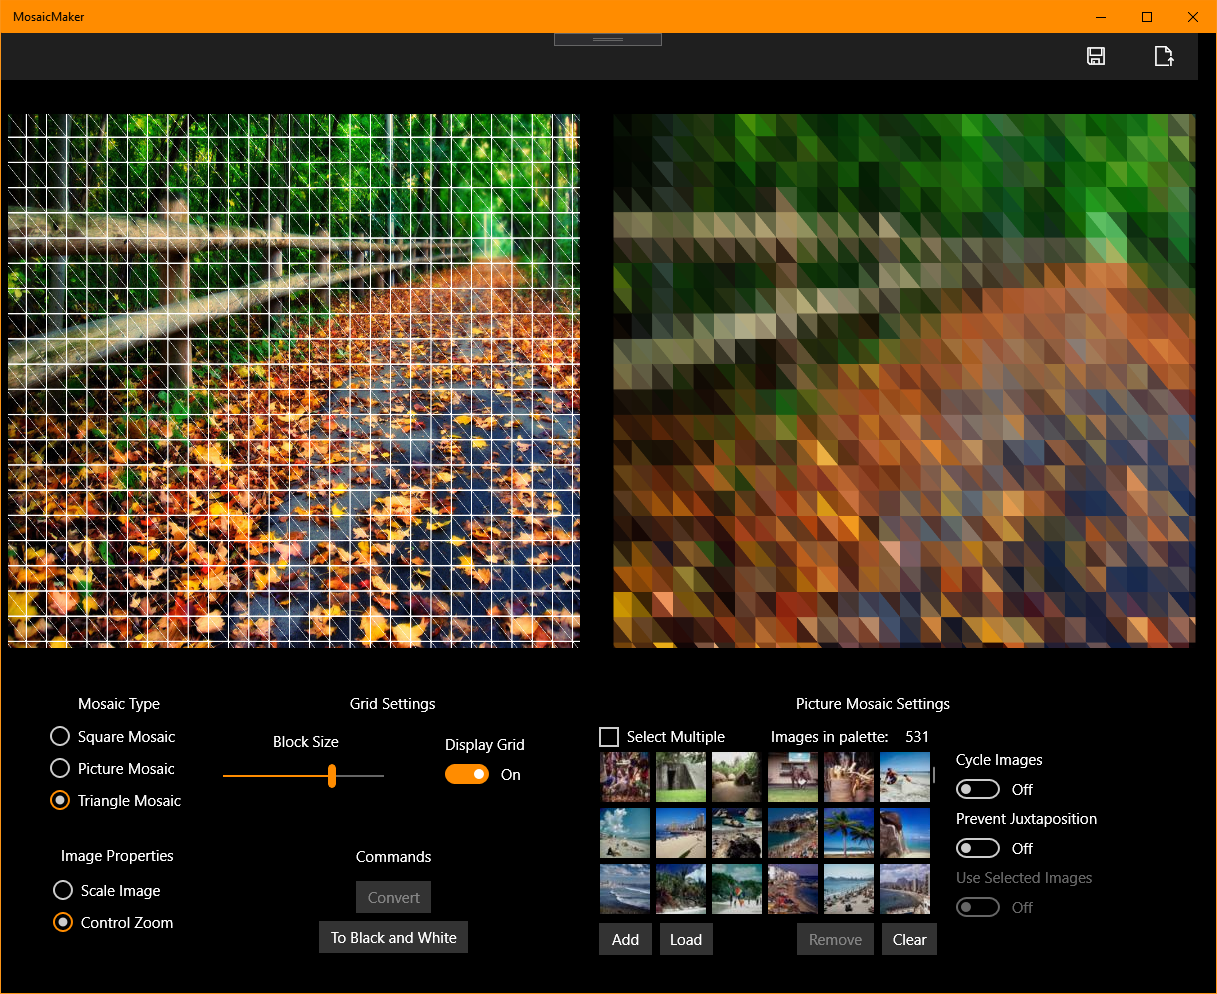 MosaicMaker
Mosaic Type
Square Mosaic
Picture Mosaic
Triangle Mosaic
Image Properties
Scale Image
Control Zoom
Grid Settings
Block Size
Display Grid
On
Commands
Convert
To Black and White
Picture Mosaic Settings
Select Multiple
Images in palette: 531
Cycle Images
Off
Prevent Juxtaposition
Off
Use Selected Images
Off
Add
Load
Remove
Clear